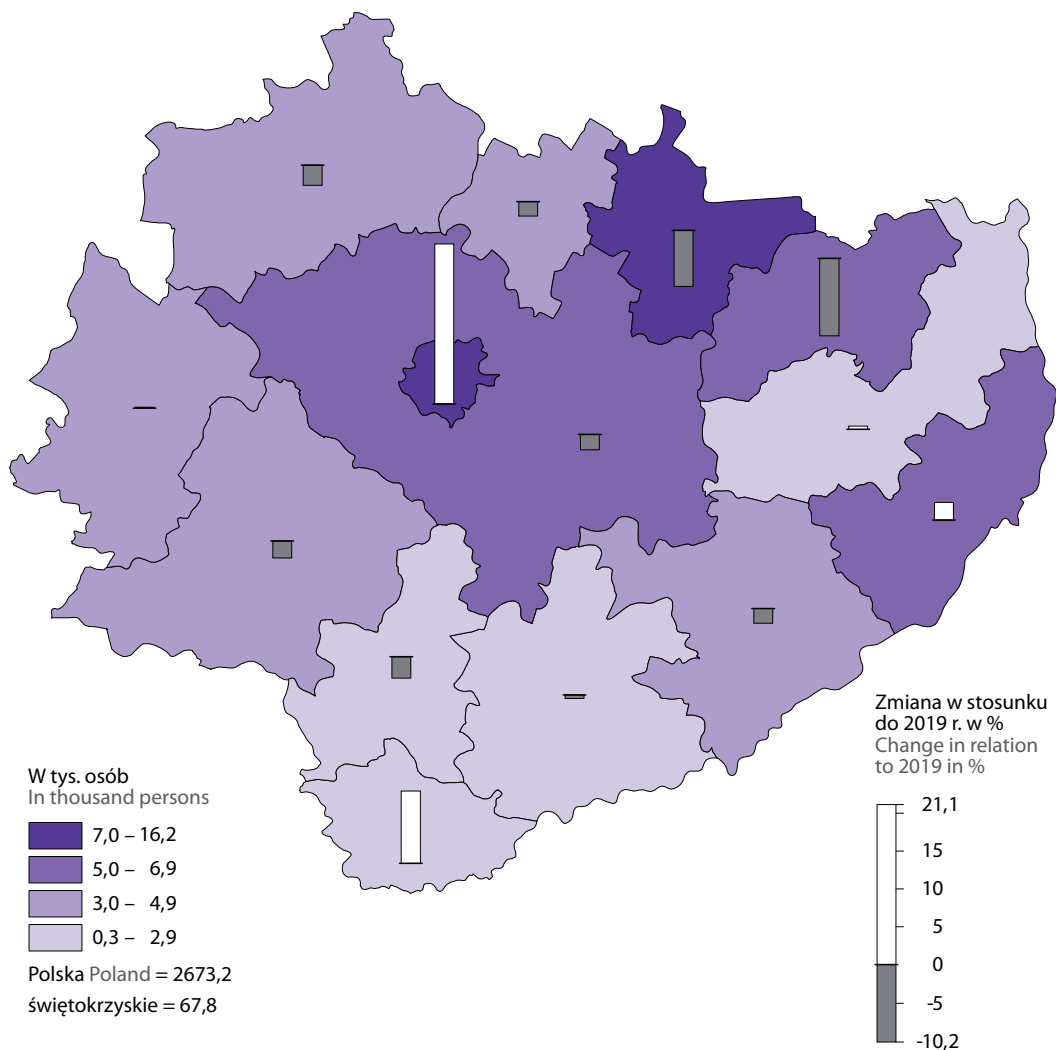 W tys. osób
In thousand persons
7,0 – 16,2
5,0 – 6,9
3,0 – 4,9
0,3 – 2,9
Polska Poland = 2673,2
świętokrzyskie = 67,8
Zmiana w stosunku
do 2019 r. w %
Change in relation
to 2019 in %
21,1
15
10
5
0
-5
-10,2